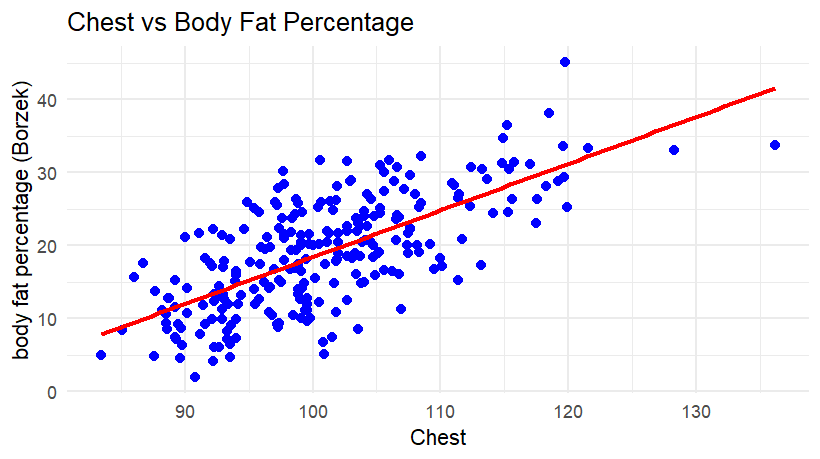 Chest vs Body Fat Percentage
body fat percentage (Borzek)
40
30
20
10
0
90 100 110 120 130
Chest